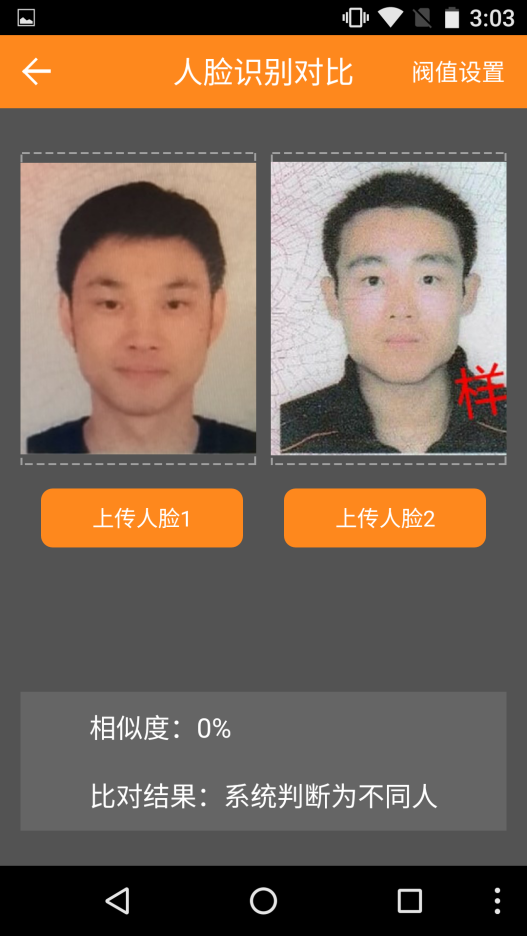 3:03
人脸识别对比
阀值设置
样
上传人脸1
上传人脸2
相似度：0%
比对结果：系统判断为不同人